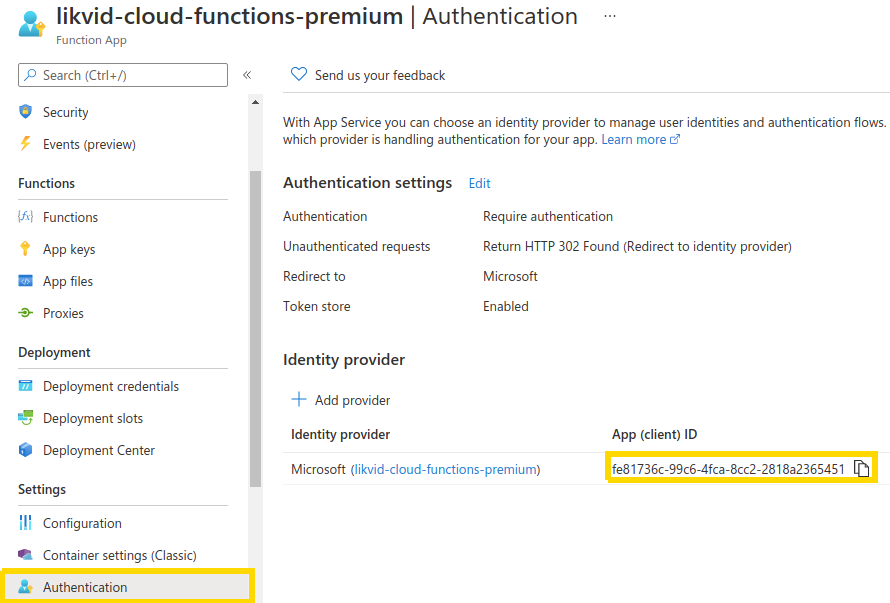 likvid-cloud-functions-premium | Authentication ...
Function App
Search (Ctrl+/)
«
Security
Events (preview)
Functions
Functions
App keys
App files
Proxies
Deployment
Deployment credentials
Deployment slots
Deployment Center
Settings
Configuration
Container settings (Classic)
Authentication
Send us your feedback
With App Service you can choose an identity provider to manage user identities and authentication flows.
which provider is handling authentication for your app. Learn more
Authentication settings Edit
Authentication Require authentication
Unauthenticated requests Return HTTP 302 Found (Redirect to identity provider)
Redirect to Microsoft
Token store Enabled
Identity provider
Add provider
Identity provider App (client) ID
Microsoft (likvid-cloud-functions-premium) fe81736c-99c6-4fca-8cc2-2818a2365451